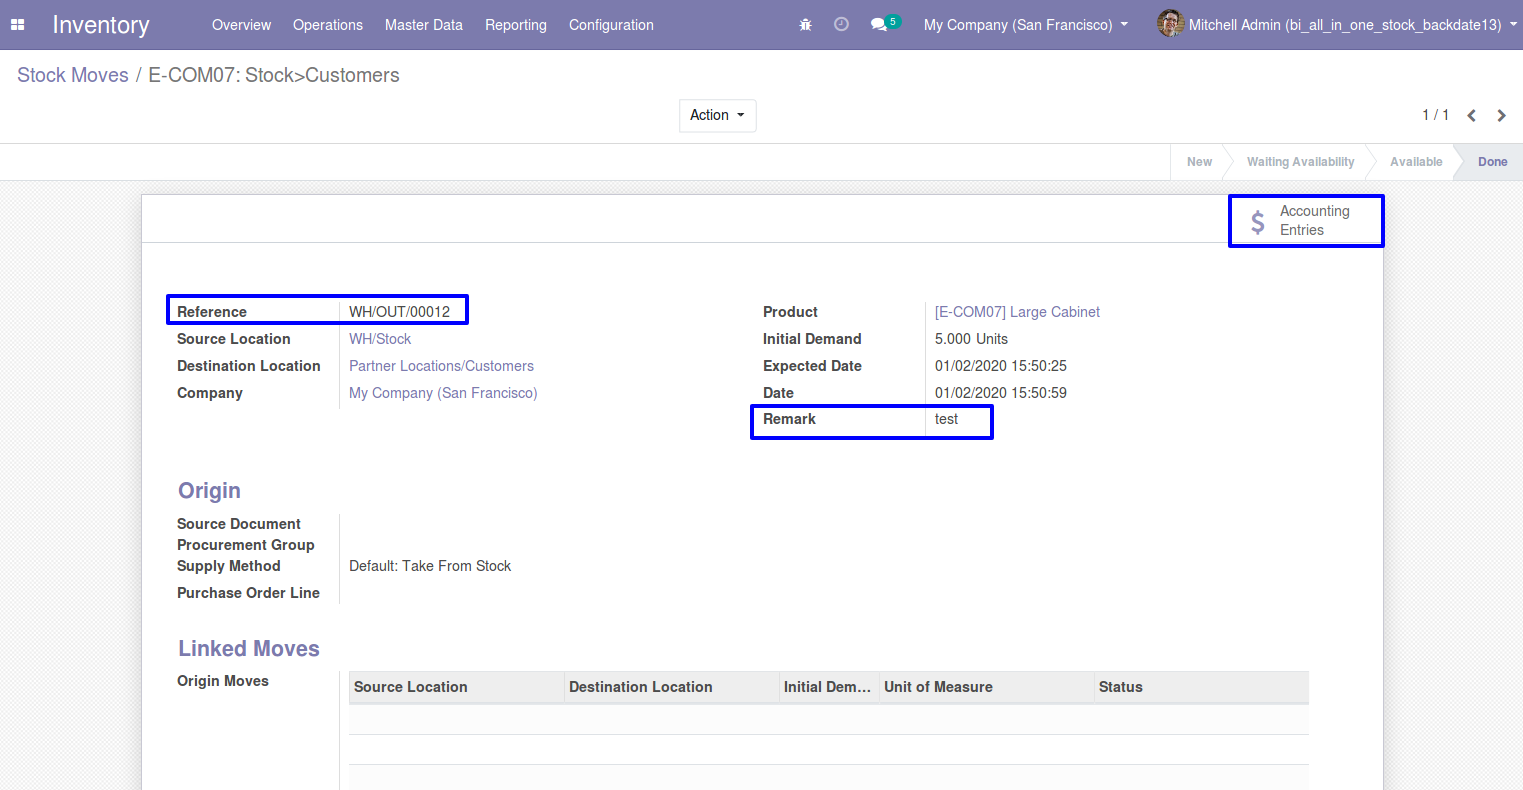 Inventory Overview Operations Master Data Reporting Configuration 5 My Company (San Francisco) Mitchell Admin (bi_all_in_one_stock_backdate13)
Stock Moves / E-COM07: Stock>Customers
Action 1 / 1
New Waiting Availability Available Done
$ Accounting
Entries
Reference WH/OUT/00012
Source Location WH/Stock
Destination Location Partner Locations/Customers
Company My Company (San Francisco)
Product [E-COM07] Large Cabinet
Initial Demand 5.000 Units
Expected Date 01/02/2020 15:50:25
Date 01/02/2020 15:50:59
Remark test
Origin
Source Document
Procurement Group
Supply Method Default: Take From Stock
Purchase Order Line
Linked Moves
Origin Moves
Source Location Destination Location Initial Dem... Unit of Measure Status